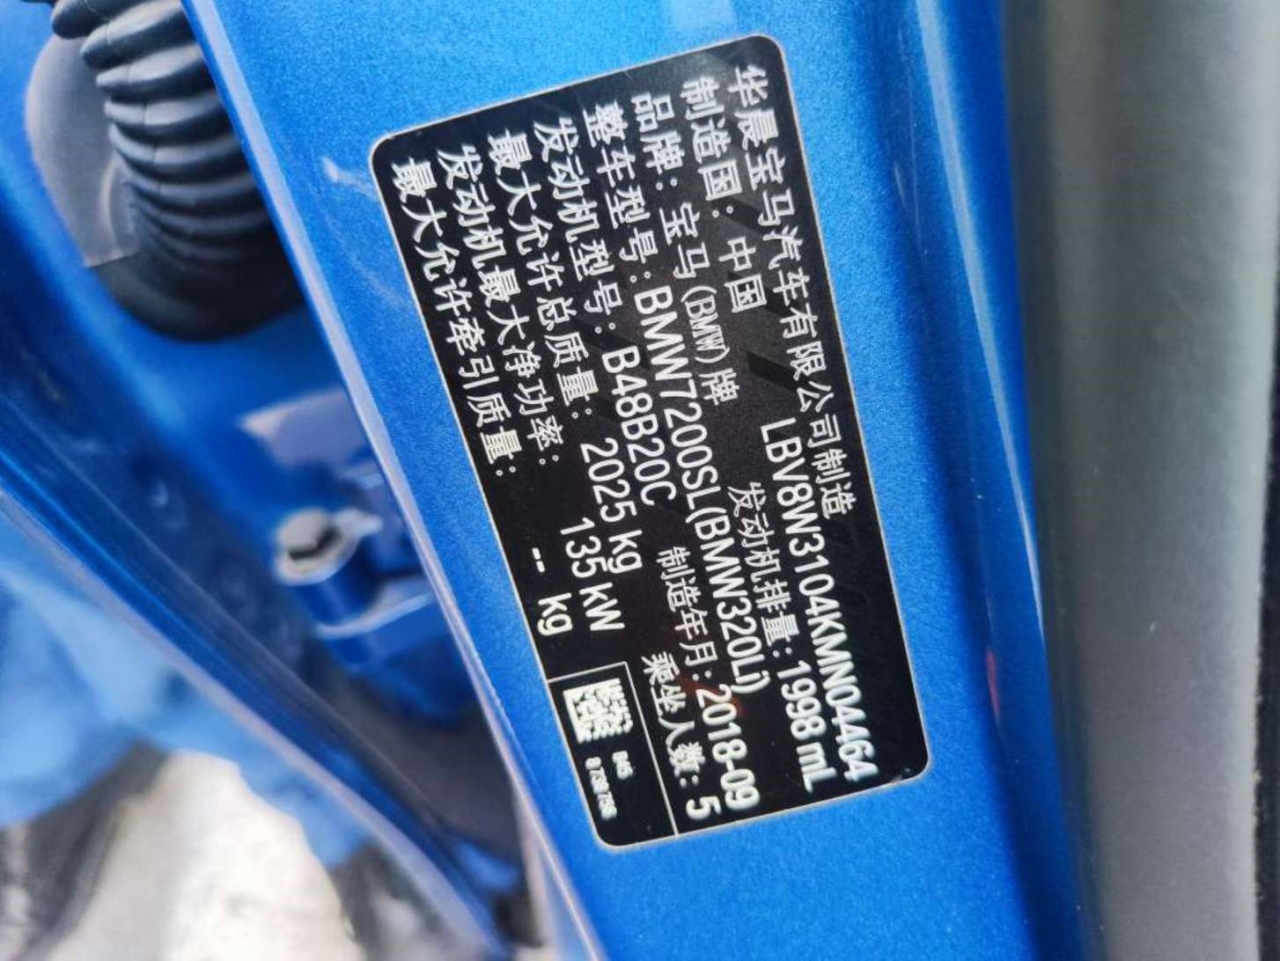 华晨宝马汽车有限公司制造
制造国：中国 LBV8W3104KMN04464
品牌：宝马(BMW)牌 发动机排量：1998 mL
整车型号：BMW7200SL(BMW320Li)
发动机型号：B48B20C 制造年月：2018-09
最大允许总质量：2025 kg 乘坐人数：5
发动机最大净功率： 135 kW
最大允许牵引质量： -- kg